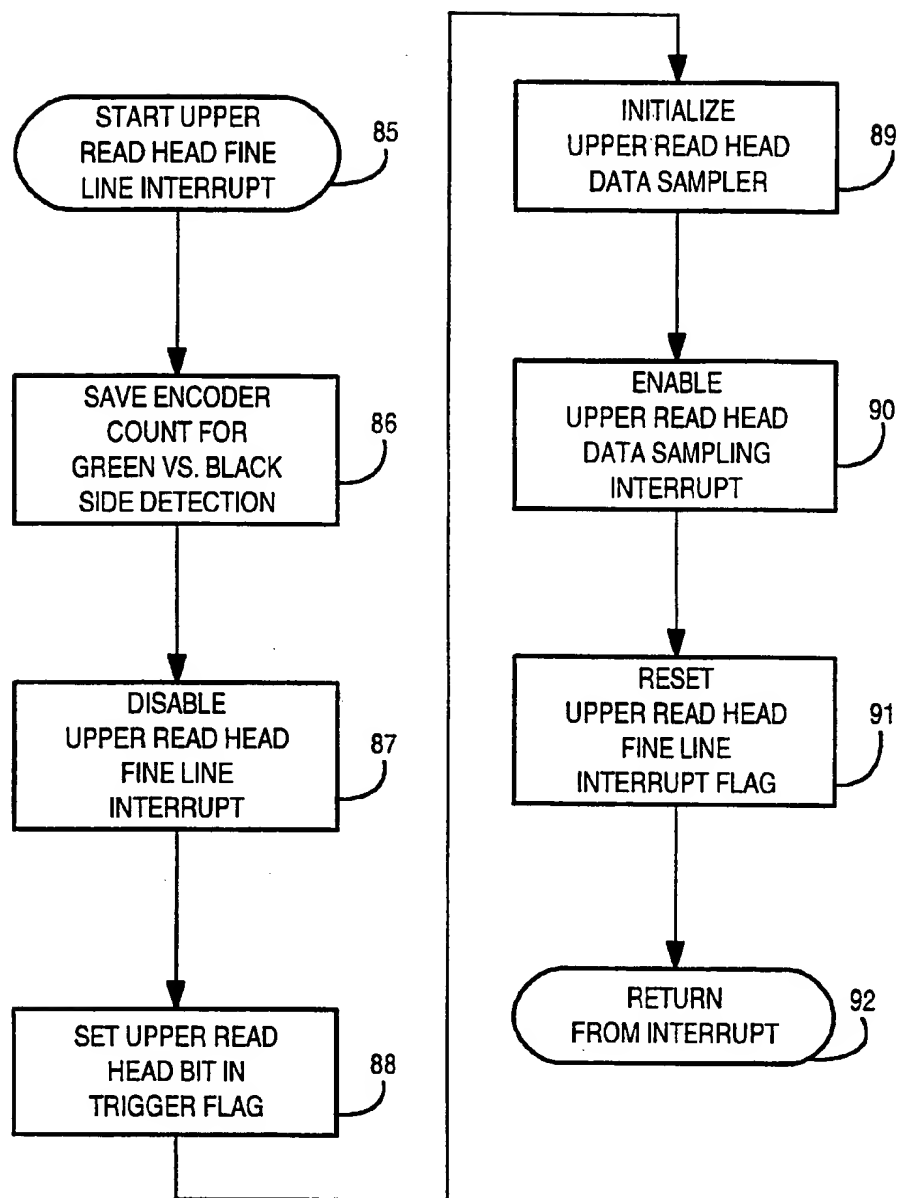 START UPPER
READ HEAD FINE
LINE INTERRUPT
85
SAVE ENCODER
COUNT FOR
GREEN VS. BLACK
SIDE DETECTION
86
DISABLE
UPPER READ HEAD
FINE LINE
INTERRUPT
87
SET UPPER READ
HEAD BIT IN
TRIGGER FLAG
88
INITIALIZE
UPPER READ HEAD
DATA SAMPLER
89
ENABLE
UPPER READ HEAD
DATA SAMPLING
INTERRUPT
90
RESET
UPPER READ HEAD
FINE LINE
INTERRUPT FLAG
91
RETURN
FROM INTERRUPT
92